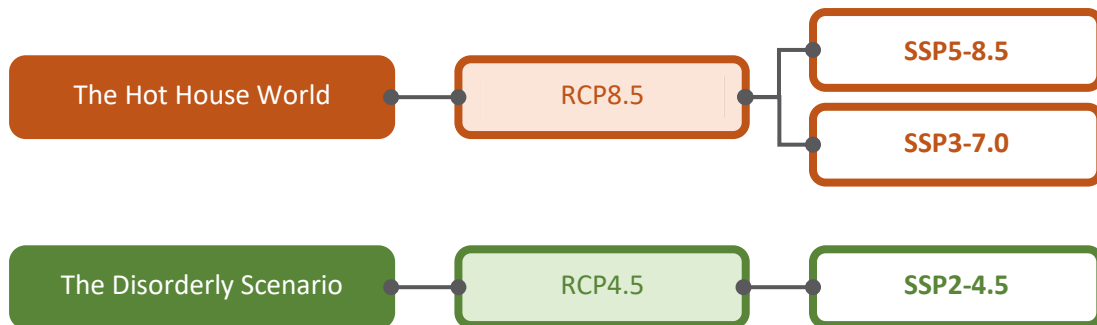 SSP5-8.5
The Hot House World
RCP8.5
SSP3-7.0
The Disorderly Scenario
RCP4.5
SSP2-4.5